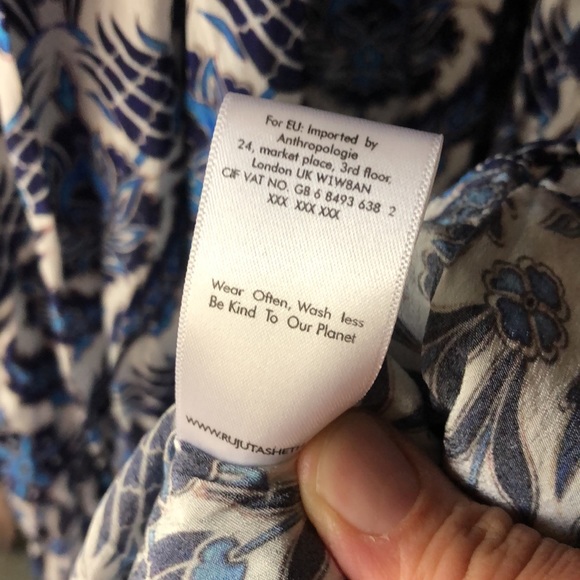 For EU: Imported by
Anthropologie
24, market place, 3rd floor,
London UK W1W8AN
CIF VAT NO. GB 6 8493 638 2
XXX XXX XXX
Wear Often, Wash less
Be Kind To Our Planet